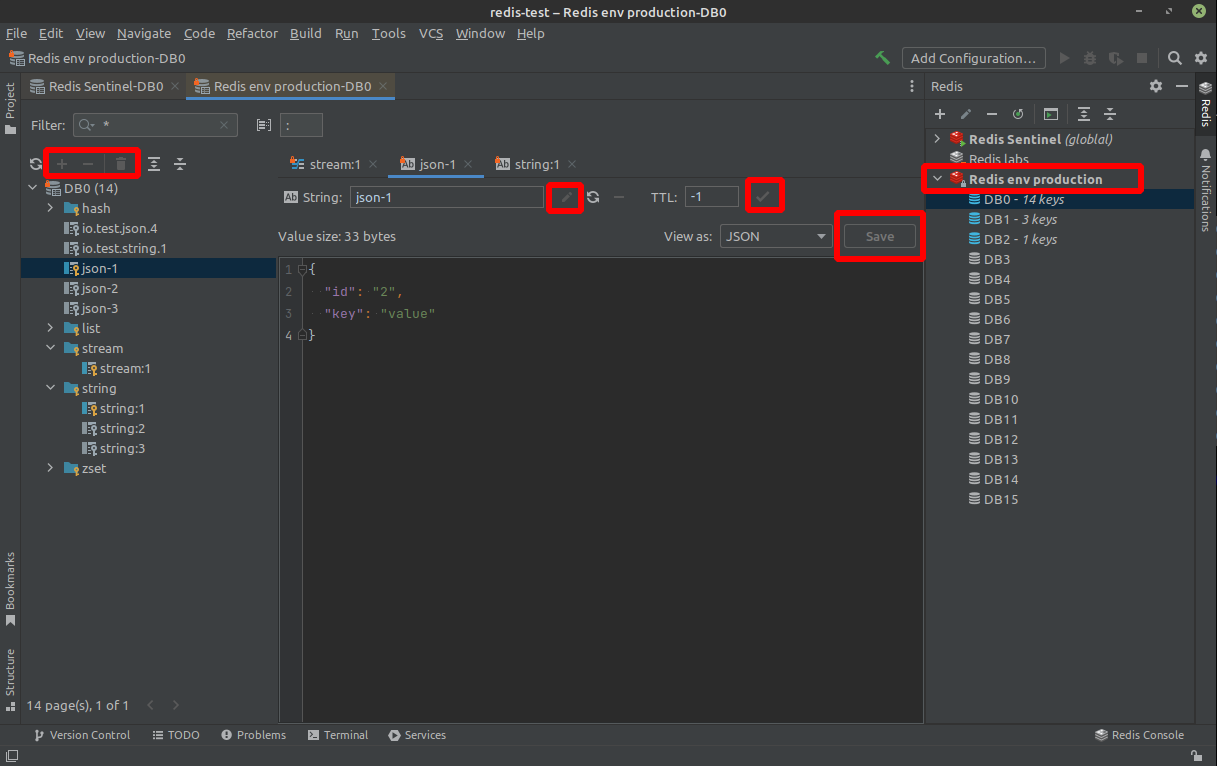 redis-test – Redis env production-DB0
File Edit View Navigate Code Refactor Build Run Tools VCS Window Help
Redis env production-DB0
Add Configuration...
Project
Redis Sentinel-DB0
Redis env production-DB0
Filter: *
:
DB0 (14)
hash
io.test.json.4
io.test.string.1
json-1
json-2
json-3
list
stream
stream:1
string
string:1
string:2
string:3
zset
14 page(s), 1 of 1
stream:1
json-1
string:1
Ab String: json-1
TTL: -1
Value size: 33 bytes
View as: JSON
Save
1 {
2 "id": "2",
3 "key": "value"
4 }
Redis
Redis Sentinel (globlal)
Redis labs
Redis env production
DB0 - 14 keys
DB1 - 3 keys
DB2 - 1 keys
DB3
DB4
DB5
DB6
DB7
DB8
DB9
DB10
DB11
DB12
DB13
DB14
DB15
Redis
Notifications
Bookmarks
Structure
Version Control
TODO
Problems
Terminal
Services
Redis Console